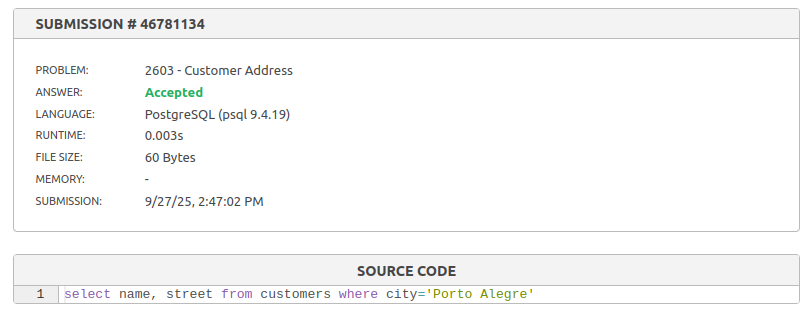 SUBMISSION # 46781134
PROBLEM: 2603 - Customer Address
ANSWER: Accepted
LANGUAGE: PostgreSQL (psql 9.4.19)
RUNTIME: 0.003s
FILE SIZE: 60 Bytes
MEMORY: -
SUBMISSION: 9/27/25, 2:47:02 PM
SOURCE CODE
1 select name, street from customers where city='Porto Alegre'